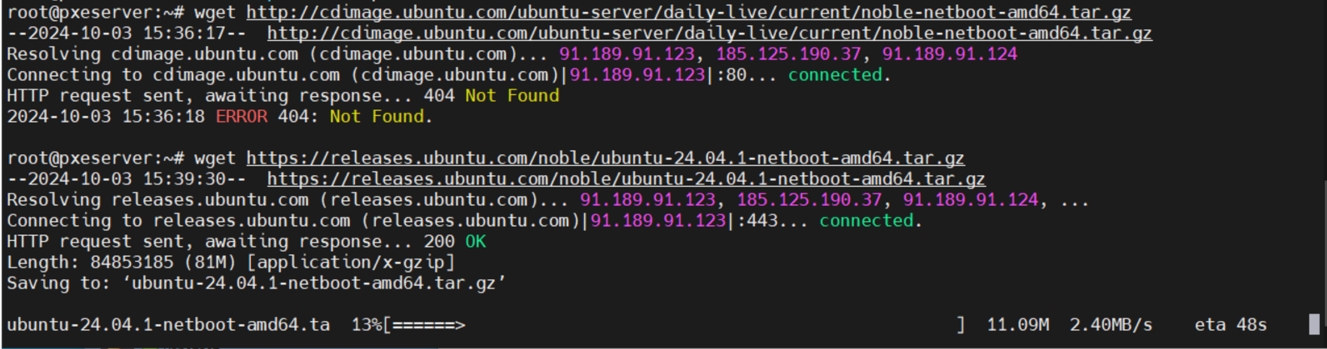 root@pxeserver:~# wget http://cdimage.ubuntu.com/ubuntu-server/daily-live/current/noble-netboot-amd64.tar.gz
--2024-10-03 15:36:17--  http://cdimage.ubuntu.com/ubuntu-server/daily-live/current/noble-netboot-amd64.tar.gz
Resolving cdimage.ubuntu.com (cdimage.ubuntu.com)... 91.189.91.123, 185.125.190.37, 91.189.91.124
Connecting to cdimage.ubuntu.com (cdimage.ubuntu.com)|91.189.91.123|:80... connected.
HTTP request sent, awaiting response... 404 Not Found
2024-10-03 15:36:18 ERROR 404: Not Found.
root@pxeserver:~# wget https://releases.ubuntu.com/noble/ubuntu-24.04.1-netboot-amd64.tar.gz
--2024-10-03 15:39:30--  https://releases.ubuntu.com/noble/ubuntu-24.04.1-netboot-amd64.tar.gz
Resolving releases.ubuntu.com (releases.ubuntu.com)... 91.189.91.123, 185.125.190.37, 91.189.91.124, ...
Connecting to releases.ubuntu.com (releases.ubuntu.com)|91.189.91.123|:443... connected.
HTTP request sent, awaiting response... 200 OK
Length: 84853185 (81M) [application/x-gzip]
Saving to: ‘ubuntu-24.04.1-netboot-amd64.tar.gz’
ubuntu-24.04.1-netboot-amd64.ta  13%[======>                                               ]  11.09M  2.40MB/s    eta 48s